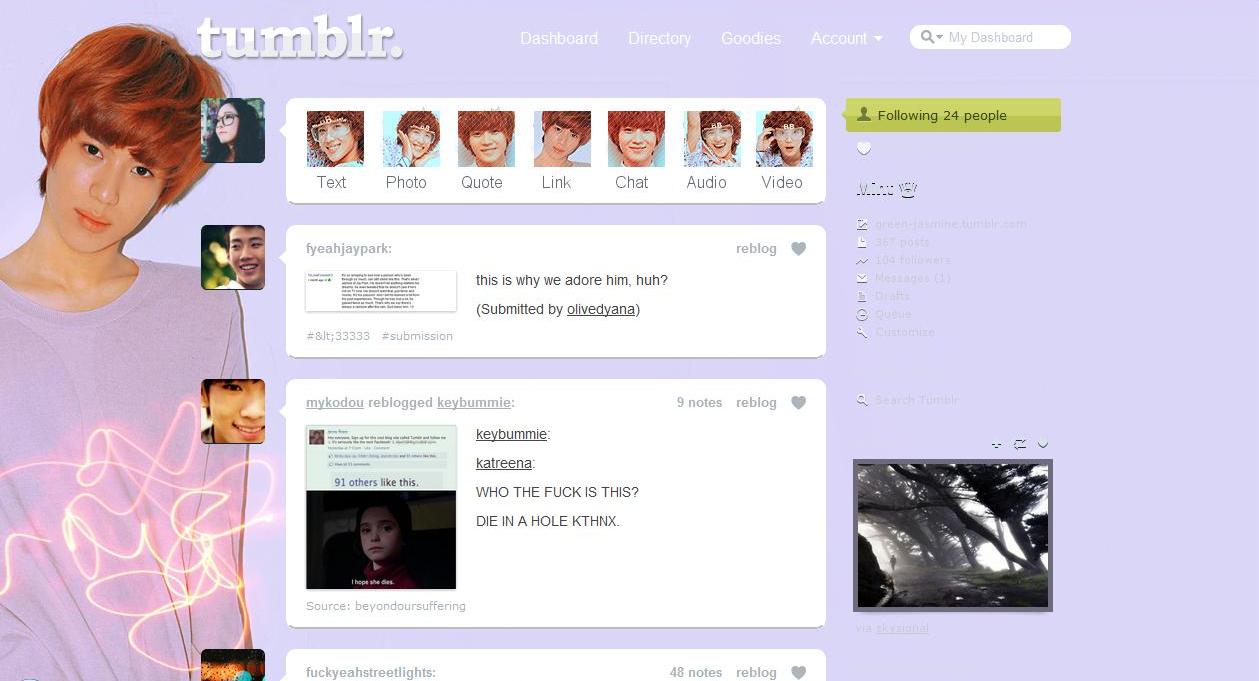 tumblr.
Dashboard Directory Goodies Account My Dashboard
Text Photo Quote Link Chat Audio Video
Following 24 people
green-jasmine.tumblr.com
367 posts
104 followers
Messages (1)
Drafts
Queue
Customize
Search Tumblr
via skysignal
fyeahjaypark: reblog
this is why we adore him, huh?
(Submitted by olivedyana)
#&lt;33333 #submission
mykodou reblogged keybummie: 9 notes reblog
91 others like this.
I hope she dies.
keybummie:
katreena:
WHO THE FUCK IS THIS?
DIE IN A HOLE KTHNX.
Source: beyondoursuffering
fuckyeahstreetlights: 48 notes reblog